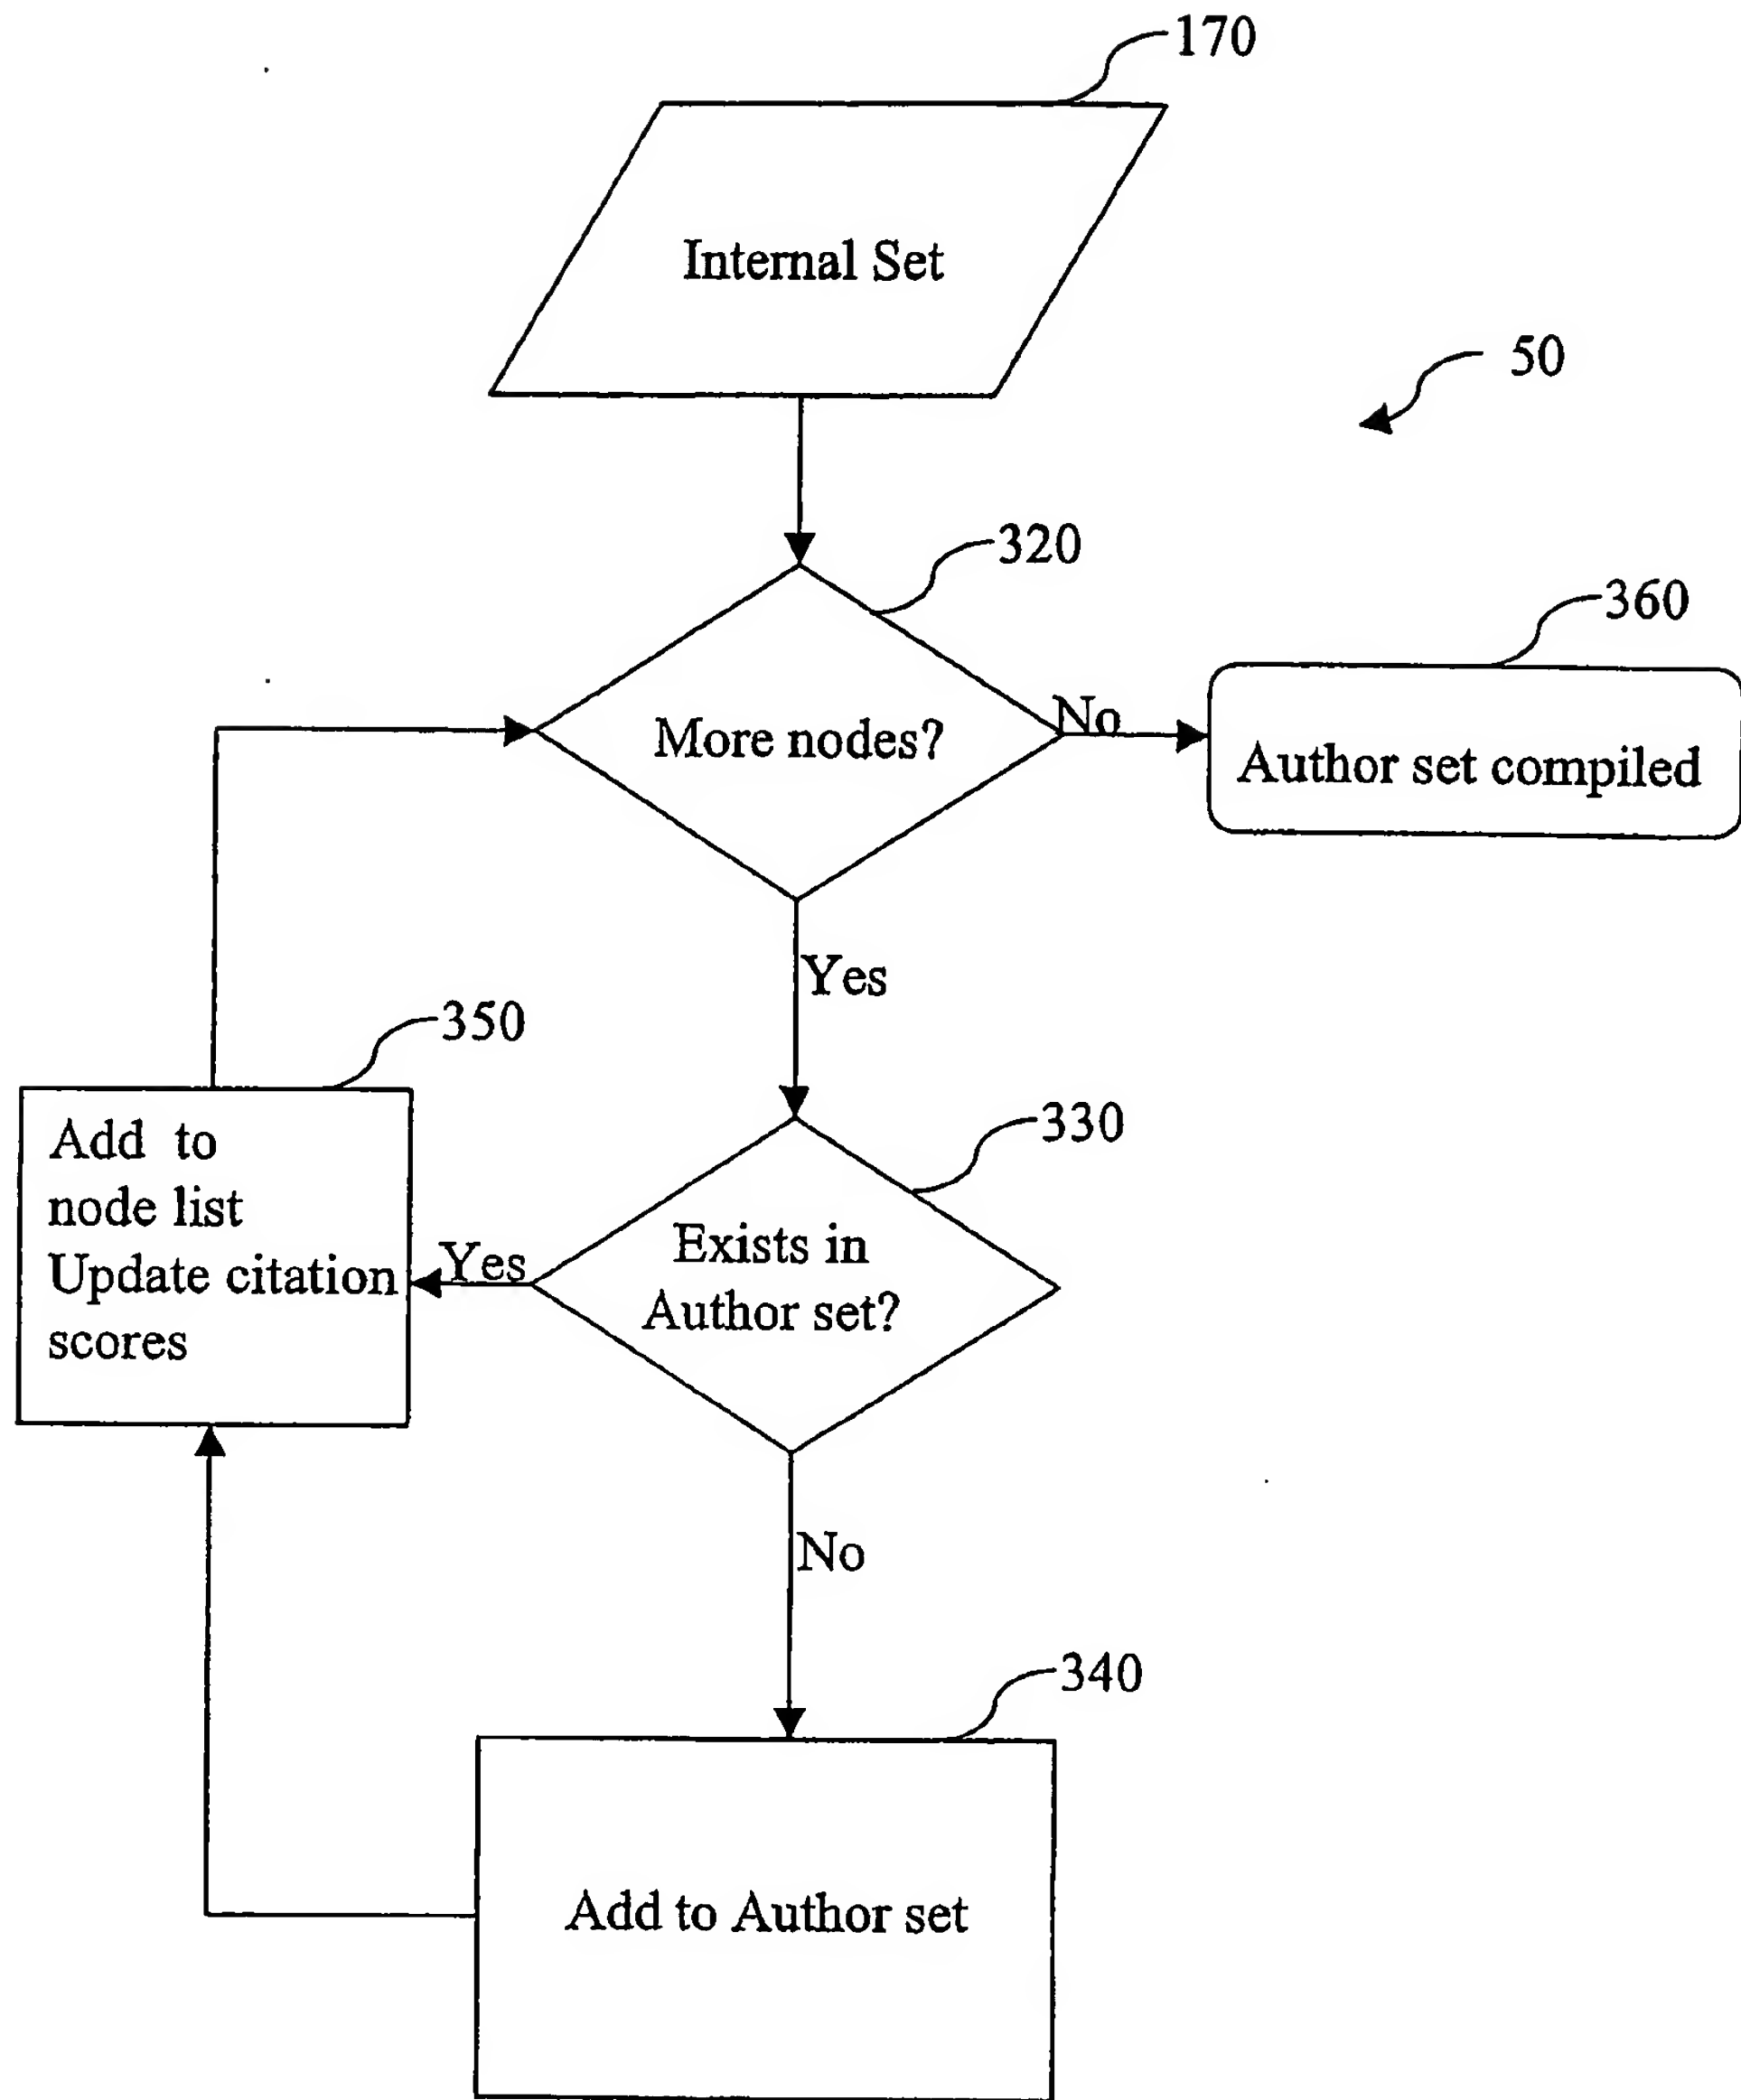 170
Internal Set
50
320
360
More nodes?
No
Author set compiled
Yes
350
330
Add to
node list
Update citation
scores
Yes
Exists in
Author set?
No
340
Add to Author set